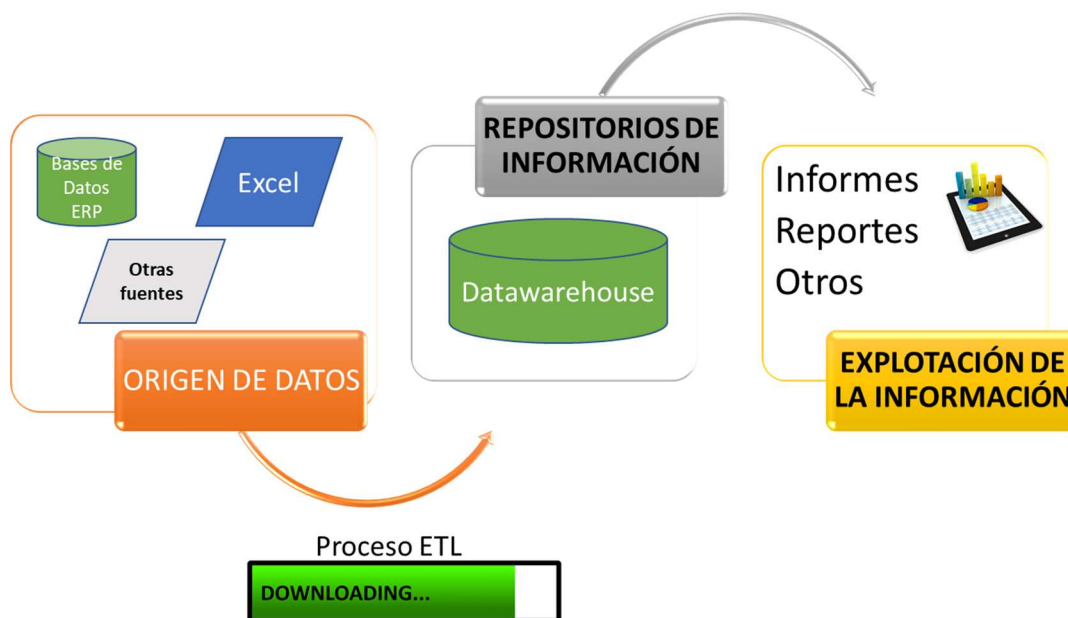 Bases de
Datos
ERP
Excel
Otras
fuentes
ORIGEN DE DATOS
REPOSITORIOS DE
INFORMACIÓN
Datawarehouse
Informes
Reportes
Otros
EXPLOTACIÓN DE
LA INFORMACIÓN
Proceso ETL
DOWNLOADING...